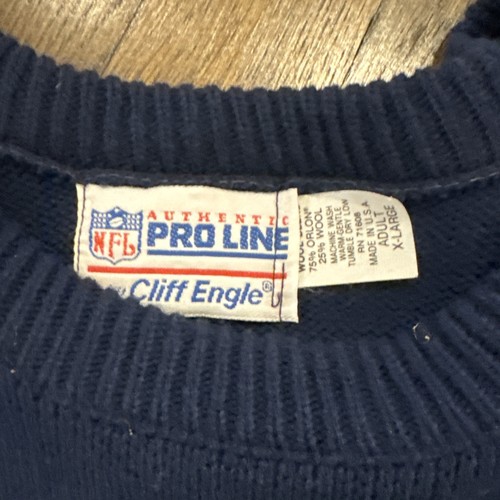 NFL
AUTHENTIC
PRO LINE
Cliff Engle®
75% ORLON®
25% WOOL
MACHINE WASH
WARM-GENTLE
TUMBLE DRY LOW
RN 71608
MADE IN U.S.A
ADULT
X-LARGE